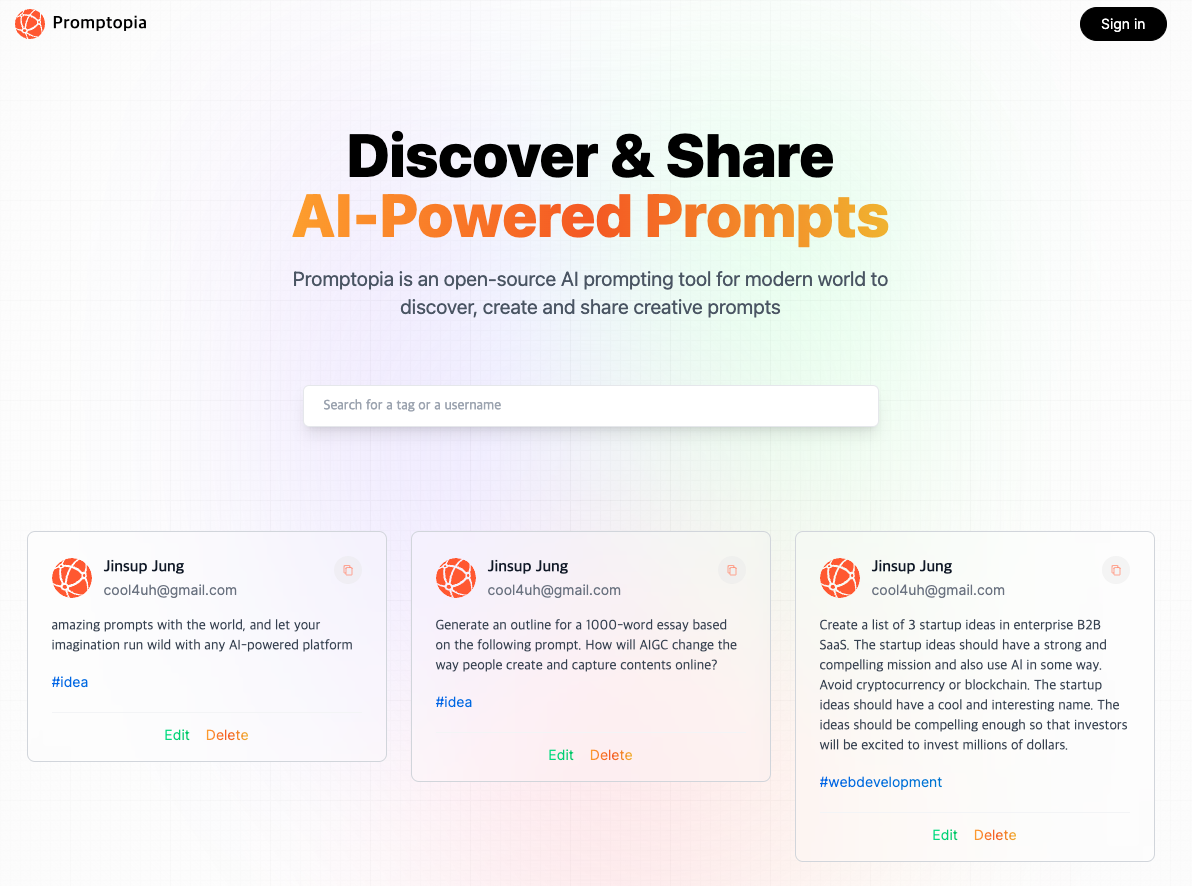 Promptopia
Sign in
Discover & Share
AI-Powered Prompts
Promptopia is an open-source AI prompting tool for modern world to
discover, create and share creative prompts
Search for a tag or a username
Jinsup Jung
cool4uh@gmail.com
amazing prompts with the world, and let your
imagination run wild with any AI-powered platform
#idea
Edit Delete
Jinsup Jung
cool4uh@gmail.com
Generate an outline for a 1000-word essay based
on the following prompt. How will AIGC change the
way people create and capture contents online?
#idea
Edit Delete
Jinsup Jung
cool4uh@gmail.com
Create a list of 3 startup ideas in enterprise B2B
SaaS. The startup ideas should have a strong and
compelling mission and also use AI in some way.
Avoid cryptocurrency or blockchain. The startup
ideas should have a cool and interesting name. The
ideas should be compelling enough so that investors
will be excited to invest millions of dollars.
#webdevelopment
Edit Delete